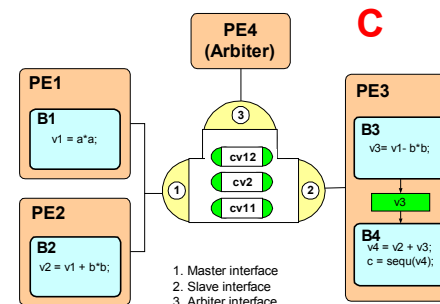 C
PE4
(Arbiter)
PE1
B1
v1 = a*a;
PE2
B2
v2 = v1 + b*b;
3
cv12
cv2
cv11
1
2
PE3
B3
v3= v1- b*b;
v3
B4
v4 = v2 + v3;
c = sequ(v4);
1. Master interface
2. Slave interface
3. Arbiter interface